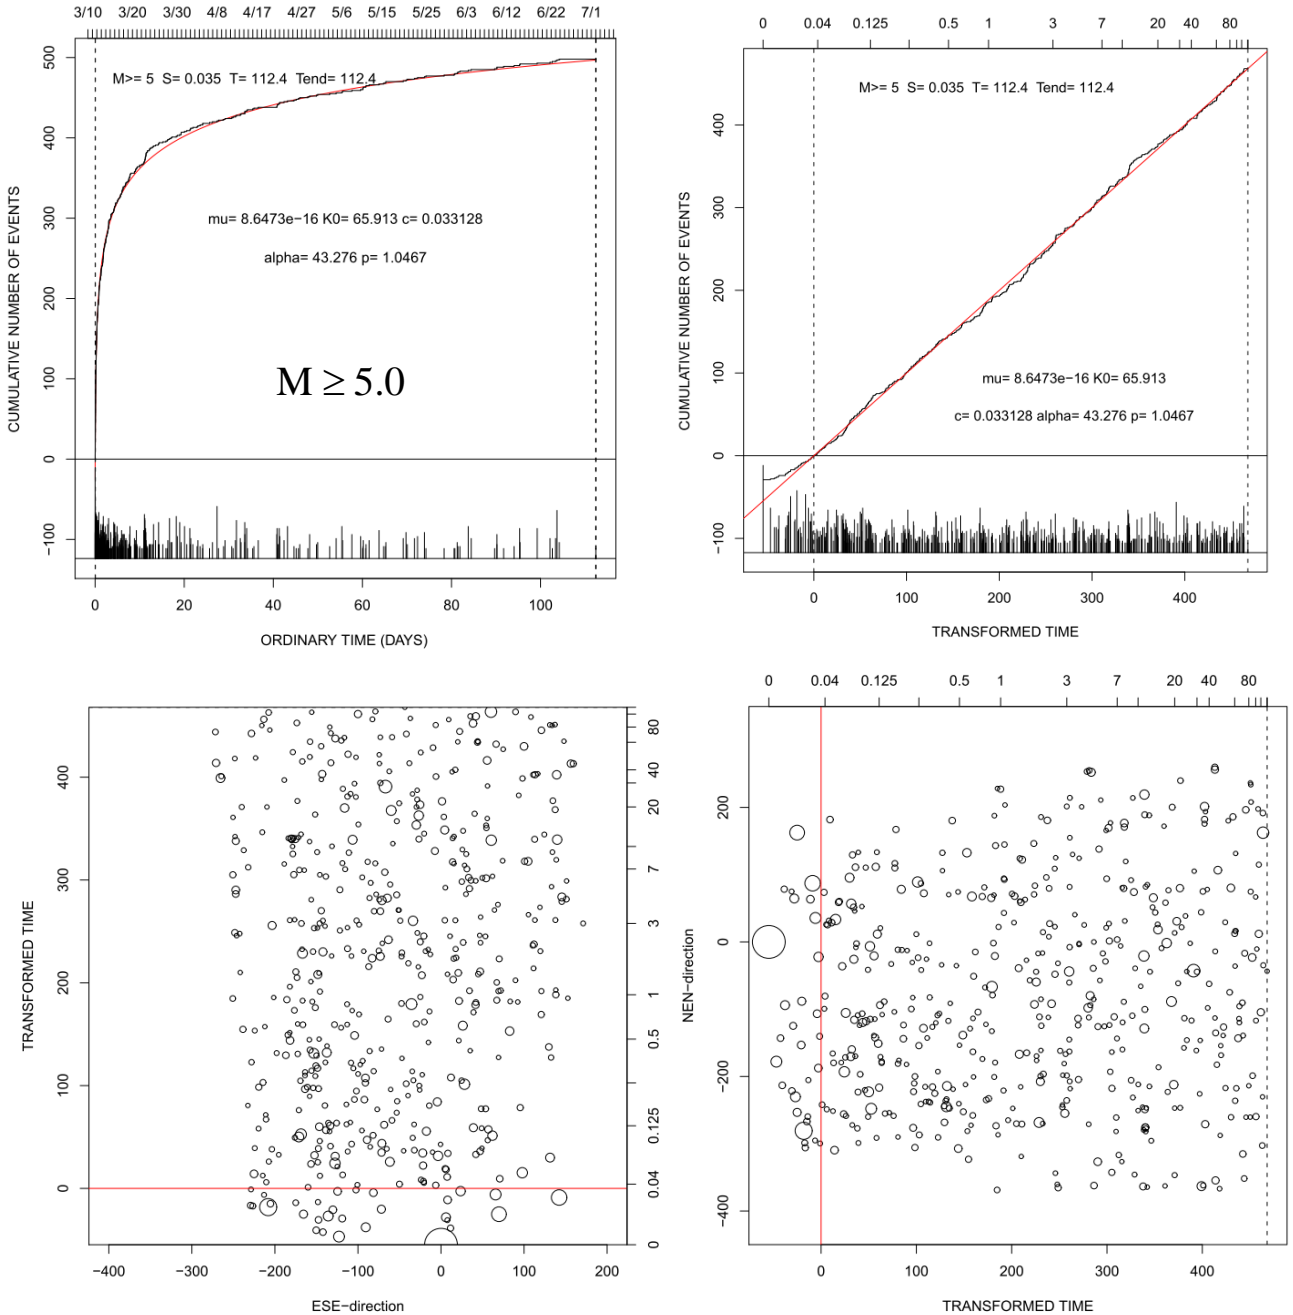 3/10 3/20 3/30 4/8 4/17 4/27 5/6 5/15 5/25 6/3 6/12 6/22 7/1
M>= 5 S= 0.035 T= 112.4 Tend= 112.4
mu= 8.6473e−16 K0= 65.913 c= 0.033128
alpha= 43.276 p= 1.0467
M ≥ 5.0
CUMULATIVE NUMBER OF EVENTS
500
400
300
200
100
0
−100
0 20 40 60 80 100
ORDINARY TIME (DAYS)
0 0.04 0.125 0.5 1 3 7 20 40 80
M>= 5 S= 0.035 T= 112.4 Tend= 112.4
mu= 8.6473e−16 K0= 65.913
c= 0.033128 alpha= 43.276 p= 1.0467
CUMULATIVE NUMBER OF EVENTS
400
300
200
100
0
−100
0 100 200 300 400
TRANSFORMED TIME
TRANSFORMED TIME
400
300
200
100
0
80
40
20
7
3
1
0.5
0.125
0.04
0
−400 −300 −200 −100 0 100 200
ESE−direction
0 0.04 0.125 0.5 1 3 7 20 40 80
NEN−direction
200
0
−200
−400
0 100 200 300 400
TRANSFORMED TIME